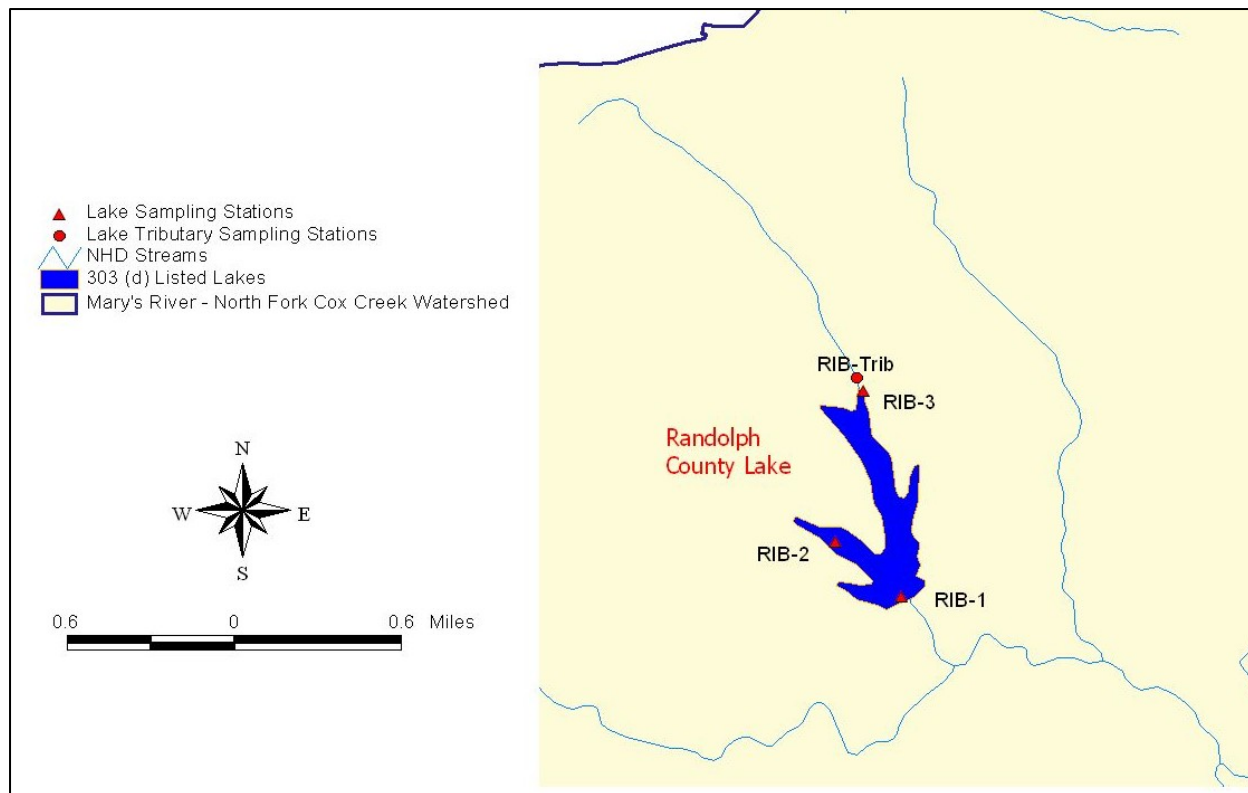 Lake Sampling Stations
Lake Tributary Sampling Stations
NHD Streams
303 (d) Listed Lakes
Mary's River - North Fork Cox Creek Watershed
N
W
E
S
0.6
0
0.6
Miles
RIB-Trib
RIB-3
Randolph
County Lake
RIB-2
RIB-1